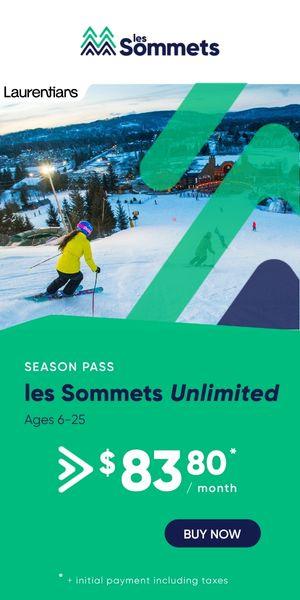 les
Sommets
Laurentians
SEASON PASS
les Sommets Unlimited
Ages 6-25
$83 80*
/ month
BUY NOW
* + initial payment including taxes